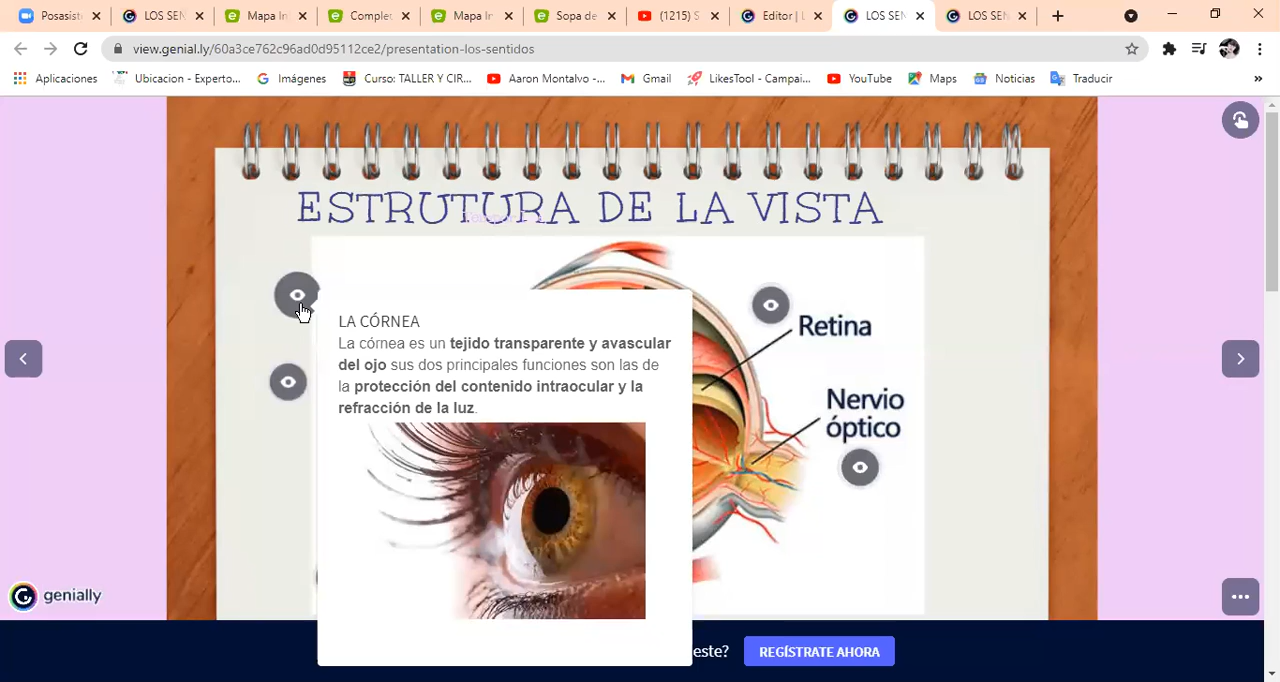 Posasist
LOS SEN
Mapa In
Complet
Mapa In
Sopa de
(1215) S
Editor | L
LOS SEN
LOS SEN
view.genial.ly/60a3ce762c96ad0d95112ce2/presentation-los-sentidos
Aplicaciones
Ubicacion - Experto...
Imágenes
Curso: TALLER Y CIR...
Aaron Montalvo -...
Gmail
LikesTool - Campai...
YouTube
Maps
Noticias
Traducir
»
ESTRUTURA DE LA VISTA
LA CÓRNEA
La córnea es un tejido transparente y avascular
del ojo sus dos principales funciones son las de
la protección del contenido intraocular y la
refracción de la luz.
Retina
Nervio
óptico
genially
este?
REGÍSTRATE AHORA